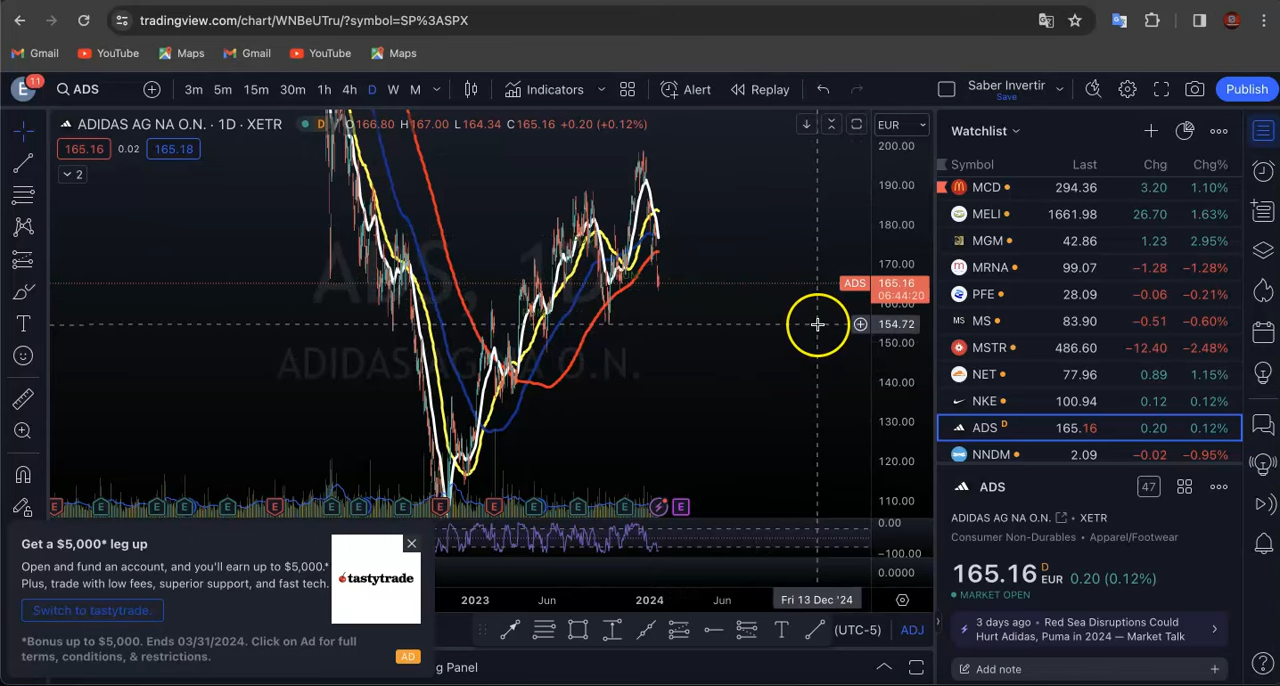 tradingview.com/chart/WNBeUTru/?symbol=SP%3ASPX
Gmail YouTube Maps Gmail YouTube Maps
E 11 ADS 3m 5m 15m 30m 1h 4h D W M Indicators Alert Replay Saber Invertir Save Publish
ADIDAS AG NA O.N. · 1D · XETR D O166.80 H167.00 L164.34 C165.16 +0.20 (+0.12%) EUR
165.16 0.02 165.18
2
ADS, 1D
ADIDAS AG NA O.N.
200.00
190.00
180.00
170.00
ADS 165.16
06:44:20
160.00
154.72
150.00
140.00
130.00
120.00
110.00
E E E E E E E E E E E E E E
0.00
-100.00
0.0000
2023 Jun 2024 Jun Fri 13 Dec '24
(UTC-5) ADJ
g Panel
Get a $5,000* leg up
Open and fund an account, and you'll earn up to $5,000.*
Plus, trade with low fees, superior support, and fast tech.
Switch to tastytrade.
tastytrade
*Bonus up to $5,000. Ends 03/31/2024. Click on Ad for full
terms, conditions, & restrictions.
AD
Watchlist
Symbol Last Chg Chg%
MCD 294.36 3.20 1.10%
MELI 1661.98 26.70 1.63%
MGM 42.86 1.23 2.95%
MRNA 99.07 −1.28 −1.28%
PFE 28.09 −0.06 −0.21%
MS MS 83.90 −0.51 −0.60%
MSTR 486.60 −12.40 −2.48%
NET 77.96 0.89 1.15%
NKE 100.94 0.12 0.12%
ADS D 165.16 0.20 0.12%
NNDM 2.09 −0.02 −0.95%
ADS 47
ADIDAS AG NA O.N. · XETR
Consumer Non-Durables • Apparel/Footwear
165.16 D EUR 0.20 (0.12%)
MARKET OPEN
3 days ago • Red Sea Disruptions Could
Hurt Adidas, Puma in 2024 — Market Talk
Add note